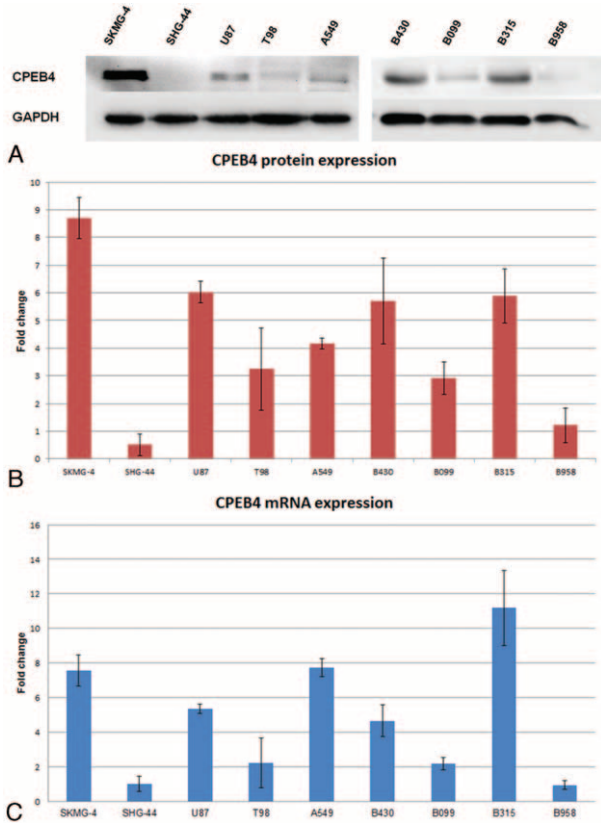 SKMG-4 SHG-44 U87 T98 A549 B430 B099 B315 B958
CPEB4
GAPDH
A
CPEB4 protein expression
Fold change
10
9
8
7
6
5
4
3
2
1
0
SKMG-4 SHG-44 U87 T98 A549 B430 B099 B315 B958
B
CPEB4 mRNA expression
Fold change
16
14
12
10
8
6
4
2
0
SKMG-4 SHG-44 U87 T98 A549 B430 B099 B315 B958
C